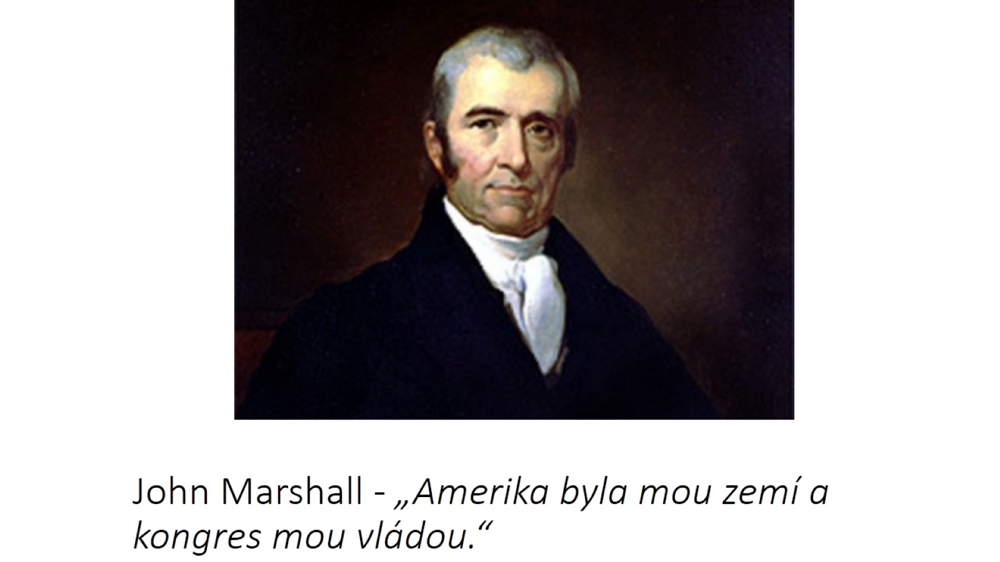 John Marshall - „Amerika byla mou zemí a
kongres mou vládou.“